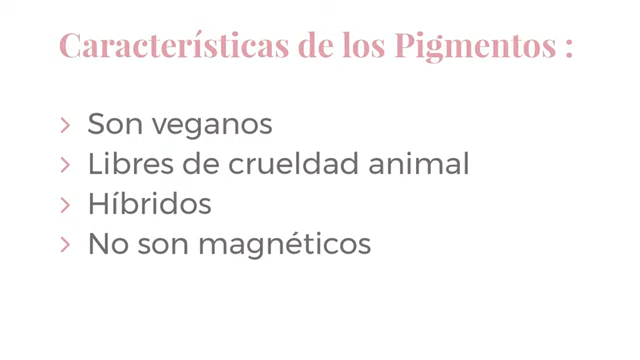 Características de los Pigmentos :
Son veganos
Libres de crueldad animal
Híbridos
No son magnéticos